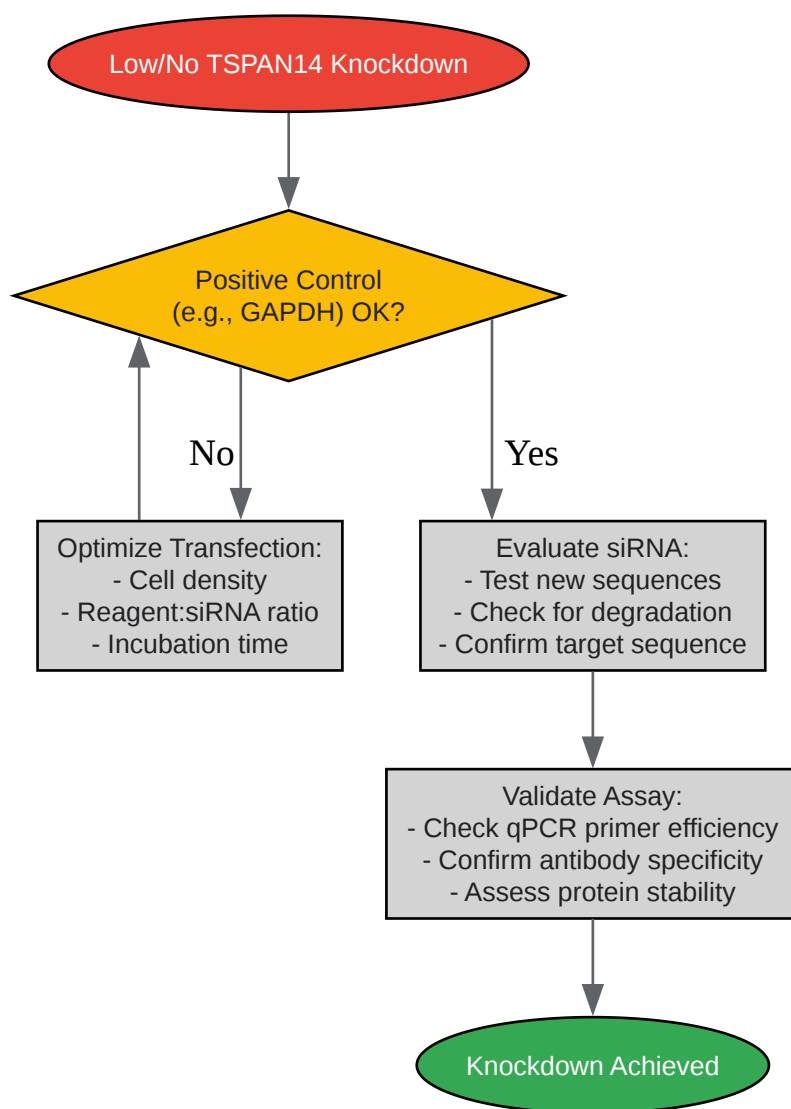 Low/No TSPAN14 Knockdown
Positive Control
(e.g., GAPDH) OK?
No
Yes
Optimize Transfection:
- Cell density
- Reagent:siRNA ratio
- Incubation time
Evaluate siRNA:
- Test new sequences
- Check for degradation
- Confirm target sequence
Validate Assay:
- Check qPCR primer efficiency
- Confirm antibody specificity
- Assess protein stability
Knockdown Achieved